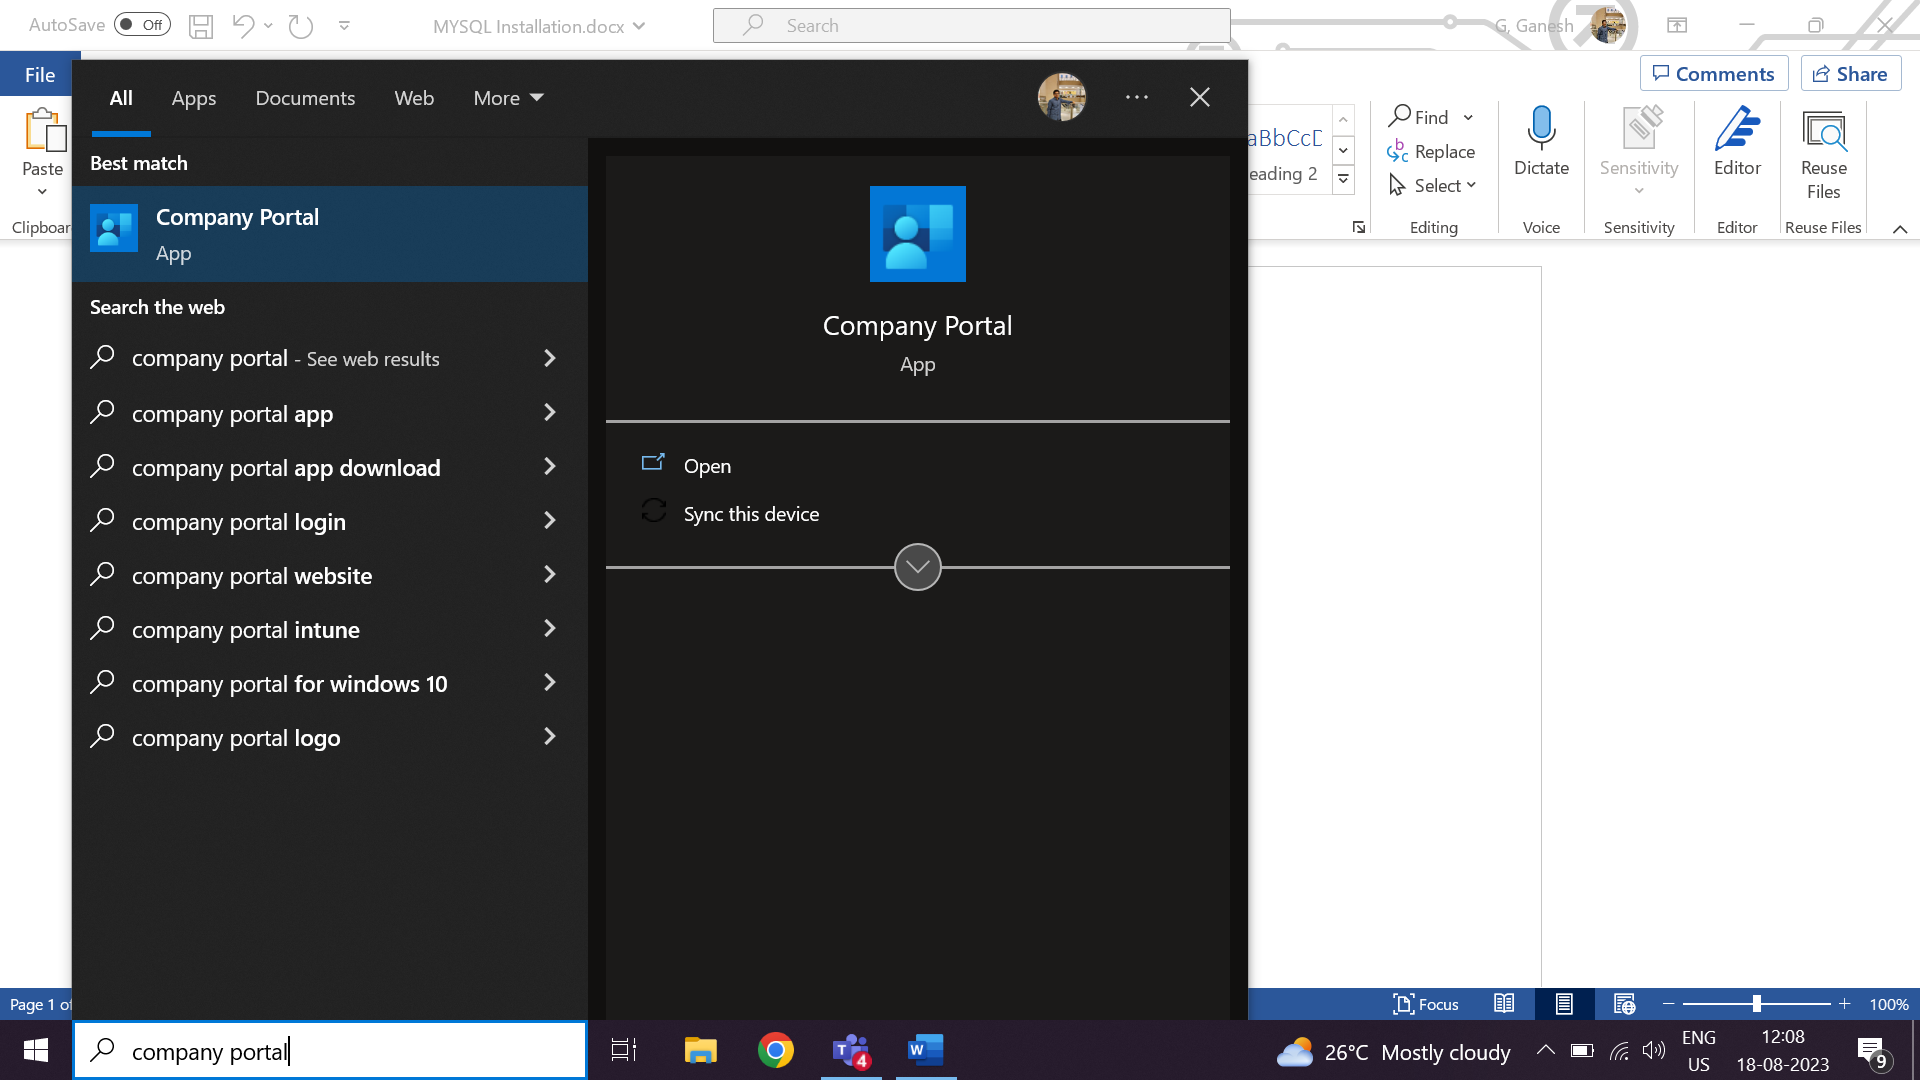 AutoSave Off MYSQL Installation.docx Search G, Ganesh
File Comments Share
All Apps Documents Web More
Best match
Company Portal
App
Search the web
company portal - See web results
company portal app
company portal app download
company portal login
company portal website
company portal intune
company portal for windows 10
company portal logo
Company Portal
App
Open
Sync this device
Paste
Clipboar
aBbCcD
eading 2
Find
Replace
Select
Editing
Dictate
Voice
Sensitivity
Sensitivity
Editor
Editor
Reuse
Files
Reuse Files
Page 1 of
Focus 100%
company portal
T 4
W
26°C Mostly cloudy
ENG
US
12:08
18-08-2023
9